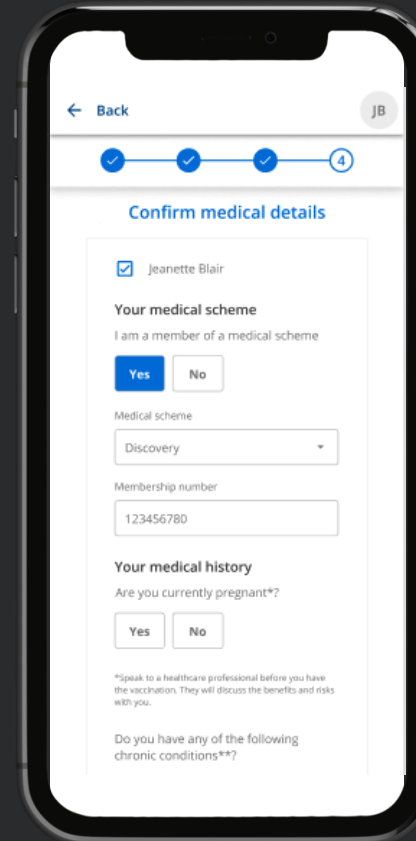 Back
JB
4
Confirm medical details
Jeanette Blair
Your medical scheme
I am a member of a medical scheme
Yes
No
Medical scheme
Discovery
Membership number
123456780
Your medical history
Are you currently pregnant*?
Yes
No
*Speak to a healthcare professional before you have
the vaccination. They will discuss the benefits and risks
with you.
Do you have any of the following
chronic conditions**?